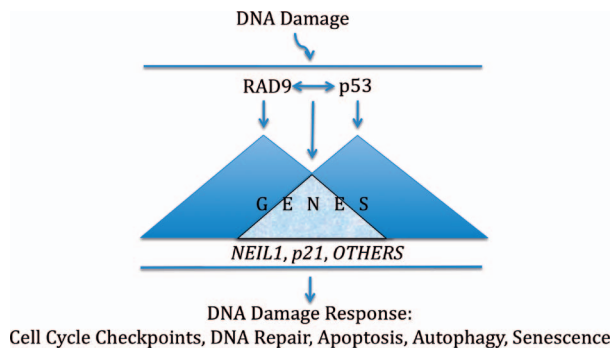 DNA Damage
RAD9 p53
G E N E S
NEIL1, p21, OTHERS
DNA Damage Response:
Cell Cycle Checkpoints, DNA Repair, Apoptosis, Autophagy, Senescence